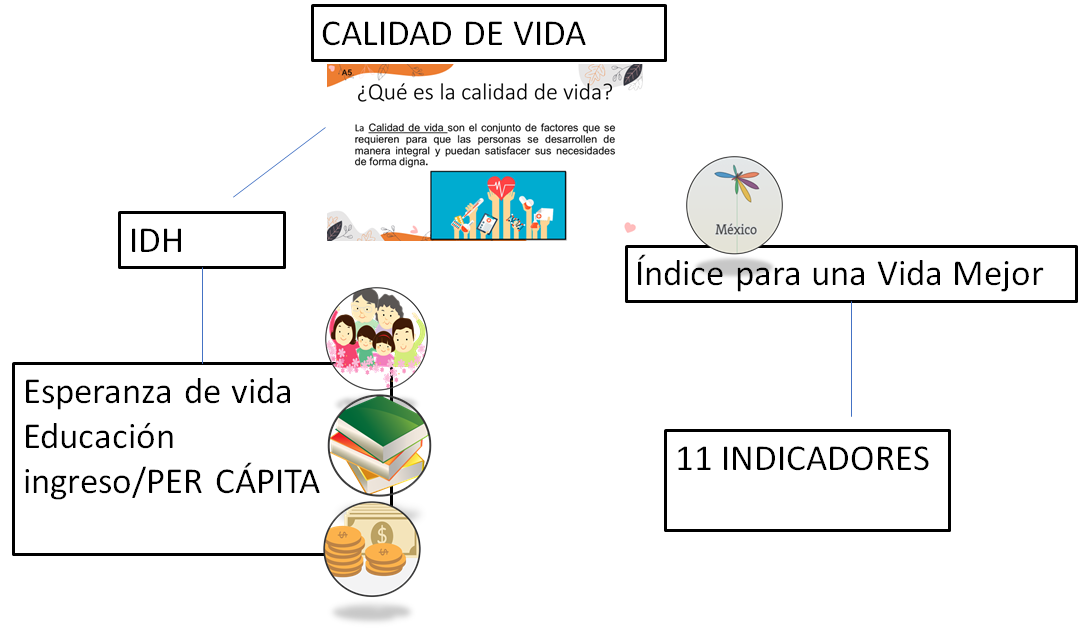 CALIDAD DE VIDA
A5
¿Qué es la calidad de vida?
La Calidad de vida son el conjunto de factores que se
requieren para que las personas se desarrollen de
manera integral y puedan satisfacer sus necesidades
de forma digna.
México
IDH
Índice para una Vida Mejor
Esperanza de vida
Educación
ingreso/PER CÁPITA
$
11 INDICADORES